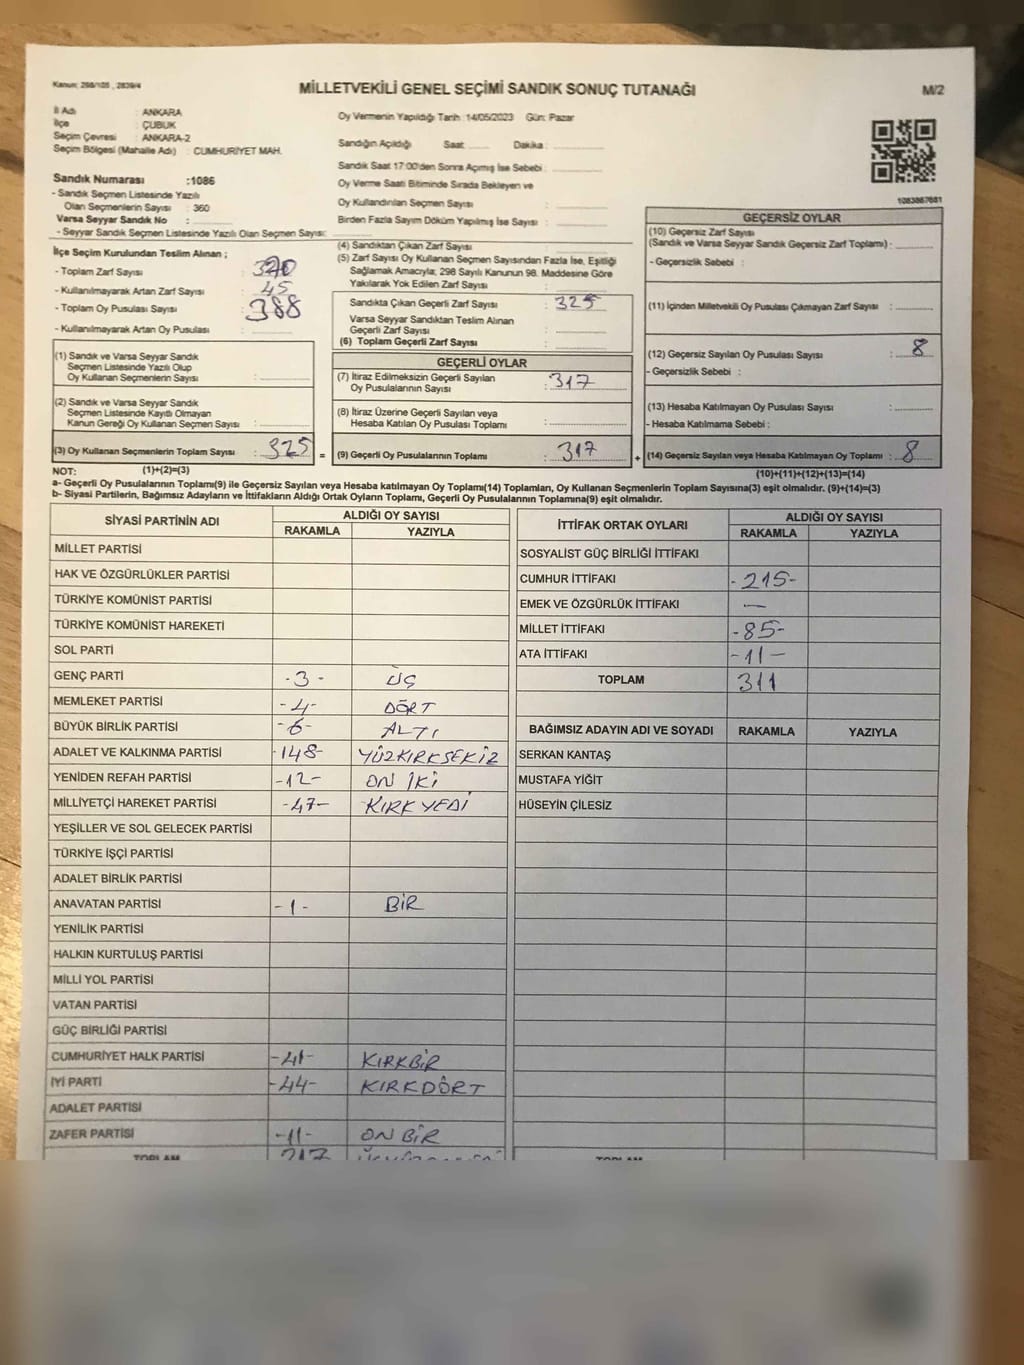 Kanun: 298/105 , 2839/4
MİLLETVEKİLİ GENEL SEÇİMİ SANDIK SONUÇ TUTANAĞI
M/2
İl Adı : ANKARA
İlçe : ÇUBUK
Seçim Çevresi : ANKARA-2
Seçim Bölgesi (Mahalle Adı) : CUMHURİYET MAH.
Sandık Numarası :1086
- Sandık Seçmen Listesinde Yazılı
Olan Seçmenlerin Sayısı : 360
Varsa Seyyar Sandık No :
- Seyyar Sandık Seçmen Listesinde Yazılı Olan Seçmen Sayısı:
Oy Vermenin Yapıldığı Tarih :14/05/2023 Gün: Pazar
Sandığın Açıldığı Saat: Dakika:
Sandık Saat 17:00'den Sonra Açımış İse Sebebi :
Oy Verme Saati Bitiminde Sırada Bekleyen ve
Oy Kullandırılan Seçmen Sayısı :
Birden Fazla Sayım Döküm Yapılmış İse Sayısı :
1083867681
İlçe Seçim Kurulundan Teslim Alınan ;
- Toplam Zarf Sayısı :
- Kullanılmayarak Artan Zarf Sayısı : 45
- Toplam Oy Pusulası Sayısı : 388
- Kullanılmayarak Artan Oy Pusulası :
(4) Sandıktan Çıkan Zarf Sayısı :
(5) Zarf Sayısı Oy Kullanan Seçmen Sayısından Fazla İse, Eşitliği
Sağlamak Amacıyla; 298 Sayılı Kanunun 98. Maddesine Göre
Yakılarak Yok Edilen Zarf Sayısı :
Sandıkta Çıkan Geçerli Zarf Sayısı : 325
Varsa Seyyar Sandıktan Teslim Alınan
Geçerli Zarf Sayısı :
(6) Toplam Geçerli Zarf Sayısı :
GEÇERSİZ OYLAR
(10) Geçersiz Zarf Sayısı
(Sandık ve Varsa Seyyar Sandık Geçersiz Zarf Toplamı) :
- Geçersizlik Sebebi :
(11) İçinden Milletvekili Oy Pusulası Çıkmayan Zarf Sayısı :
(12) Geçersiz Sayılan Oy Pusulası Sayısı : 8
- Geçersizlik Sebebi :
(13) Hesaba Katılmayan Oy Pusulası Sayısı :
- Hesaba Katılmama Sebebi :
(14) Geçersiz Sayılan veya Hesaba Katılmayan Oy Toplamı : 8
(1) Sandık ve Varsa Seyyar Sandık
Seçmen Listesinde Yazılı Olup
Oy Kullanan Seçmenlerin Sayısı :
(2) Sandık ve Varsa Seyyar Sandık
Seçmen Listesinde Kayıtlı Olmayan
Kanun Gereği Oy Kullanan Seçmen Sayısı :
(3) Oy Kullanan Seçmenlerin Toplam Sayısı : 325 =
GEÇERLİ OYLAR
(7) İtiraz Edilmeksizin Geçerli Sayılan
Oy Pusulalarının Sayısı : 317
(8) İtiraz Üzerine Geçerli Sayılan veya
Hesaba Katılan Oy Pusulası Toplamı :
(9) Geçerli Oy Pusulalarının Toplamı : 317 +
NOT: (1)+(2)=(3)
(10)+(11)+(12)+(13)=(14)
a- Geçerli Oy Pusulasının Toplamı(9) ile Geçersiz Sayılan veya Hesaba katılmayan Oy Toplamı(14) Toplamları, Oy Kullanan Seçmenlerin Toplam Sayısına(3) eşit olmalıdır. (9)+(14)=(3)
b- Siyasi Partilerin, Bağımsız Adayların ve İttifakların Aldığı Ortak Oyların Toplamı, Geçerli Oy Pusulalarının Toplamına(9) eşit olmalıdır.
SİYASİ PARTİNİN ADI ALDIĞI OY SAYISI
RAKAMLA YAZIYLA
MİLLET PARTİSİ
HAK VE ÖZGÜRLÜKLER PARTİSİ
TÜRKİYE KOMÜNİST PARTİSİ
TÜRKİYE KOMÜNİST HAREKETİ
SOL PARTİ
GENÇ PARTİ -3- ÜÇ
MEMLEKET PARTİSİ -4- DÖRT
BÜYÜK BİRLİK PARTİSİ -6- ALTI
ADALET VE KALKINMA PARTİSİ -148- YÜZKIRKSEKİZ
YENİDEN REFAH PARTİSİ -12- ON İKİ
MİLLİYETÇİ HAREKET PARTİSİ -47- KIRK YEDİ
YEŞİLLER VE SOL GELECEK PARTİSİ
TÜRKİYE İŞÇİ PARTİSİ
ADALET BİRLİK PARTİSİ
ANAVATAN PARTİSİ -1- BİR
YENİLİK PARTİSİ
HALKIN KURTULUŞ PARTİSİ
MİLLİ YOL PARTİSİ
VATAN PARTİSİ
GÜÇ BİRLİĞİ PARTİSİ
CUMHURİYET HALK PARTİSİ -41- KIRKBİR
İYİ PARTİ -44- KIRKDÖRT
ADALET PARTİSİ
ZAFER PARTİSİ -11- ON BİR
TOPLAM
İTTİFAK ORTAK OYLARI ALDIĞI OY SAYISI
RAKAMLA YAZIYLA
SOSYALİST GÜÇ BİRLİĞİ İTTİFAKI
CUMHUR İTTİFAKI -215-
EMEK VE ÖZGÜRLÜK İTTİFAKI —
MİLLET İTTİFAKI -85-
ATA İTTİFAKI -11-
TOPLAM 311
BAĞIMSIZ ADAYIN ADI VE SOYADI RAKAMLA YAZIYLA
SERKAN KANTAŞ
MUSTAFA YİĞİT
HÜSEYİN ÇİLESİZ
TOPLAM